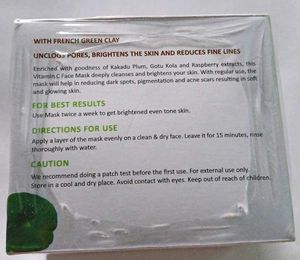 WITH FRENCH GREEN CLAY
UNCLOGS PORES, BRIGHTENS THE SKIN AND REDUCES FINE LINES
Enriched with goodness of Kakadu Plum, Gotu Kola and Raspberry extracts, this
Vitamin C Face Mask deeply cleanses and brightens your skin. With regular use, the
mask will help in reducing dark spots, pigmentation and acne scars resulting in soft
and glowing skin.
FOR BEST RESULTS
Use Mask twice a week to get brightened even tone skin.
DIRECTIONS FOR USE
Apply a layer of the mask evenly on a clean & dry face. Leave it for 15 minutes, rinse
thoroughly with water.
CAUTION
We recommend doing a patch test before the first use. For external use only.
Store in a cool and dry place. Avoid contact with eyes. Keep out of reach of children.